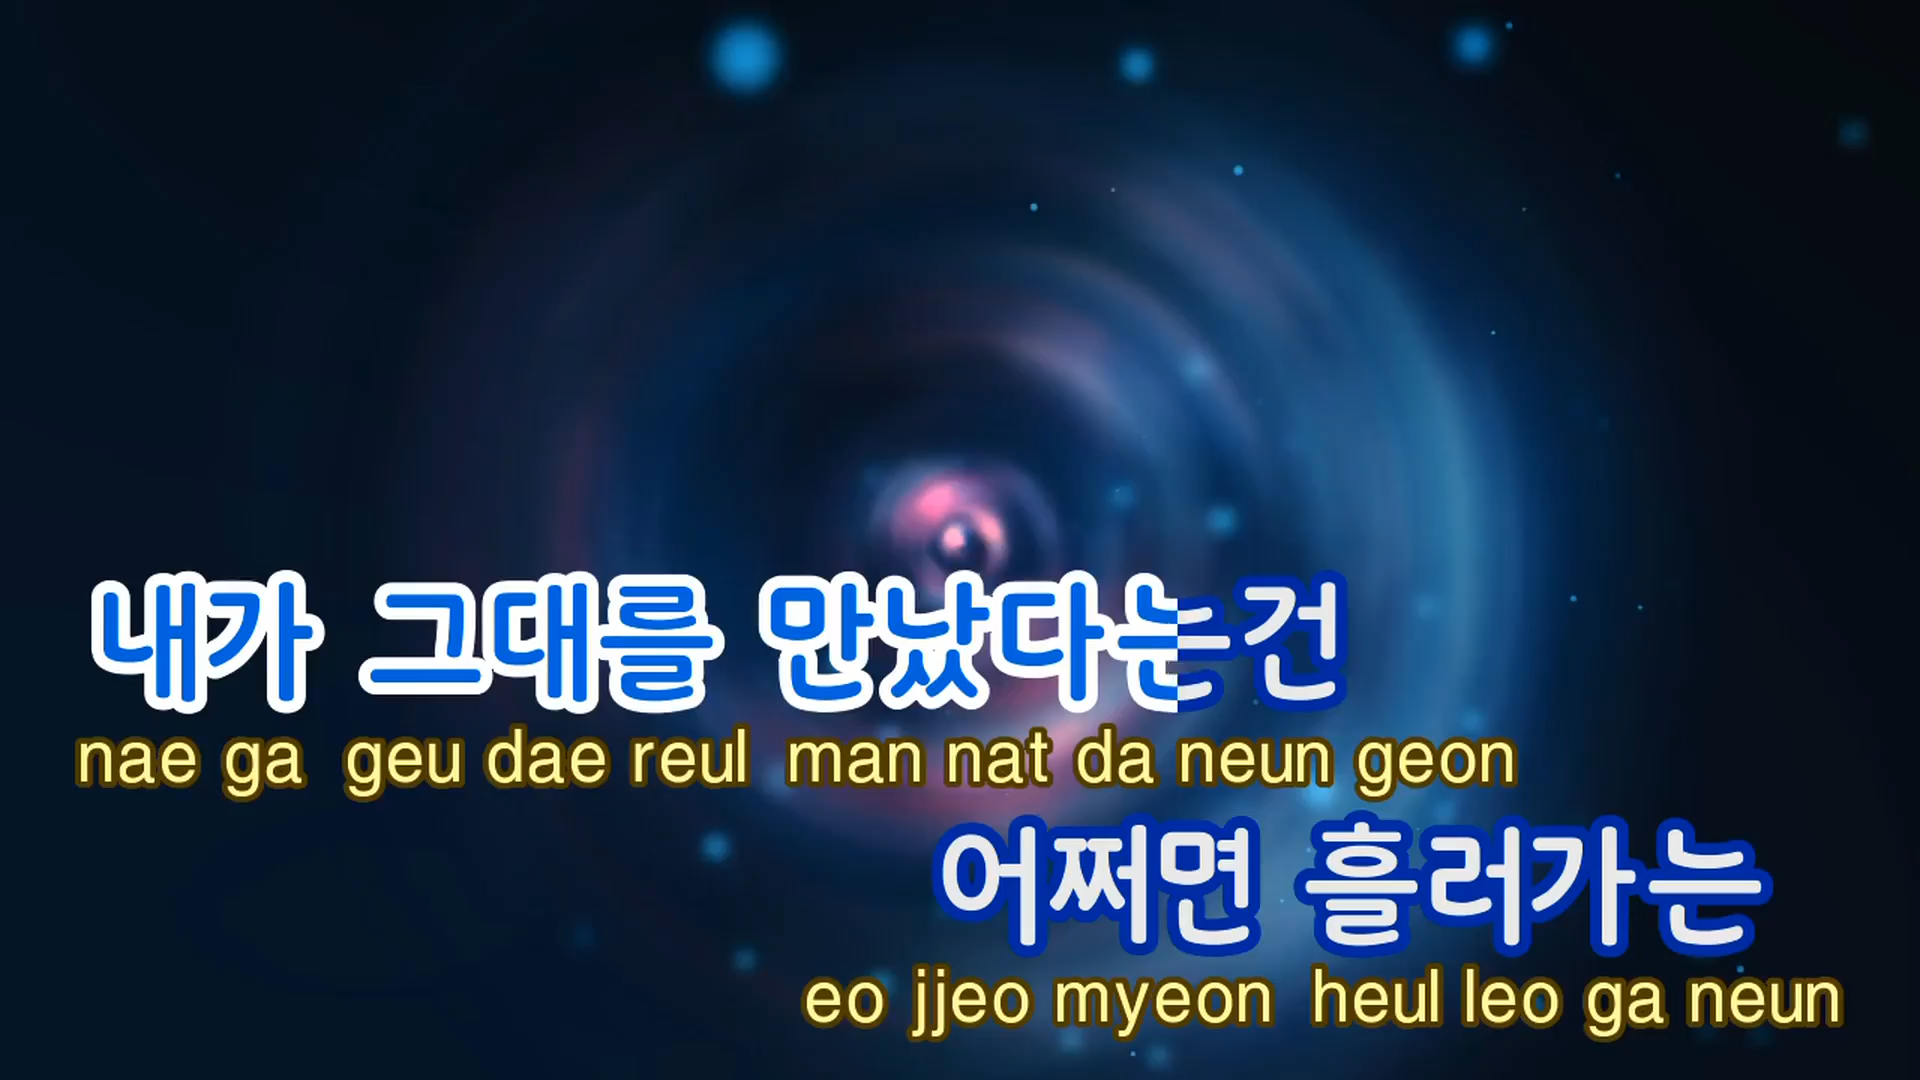 내가 그대를 만났다는건
nae ga geu dae reul man nat da neun geon
어쩌면 흘러가는
eo jjeo myeon heul leo ga neun